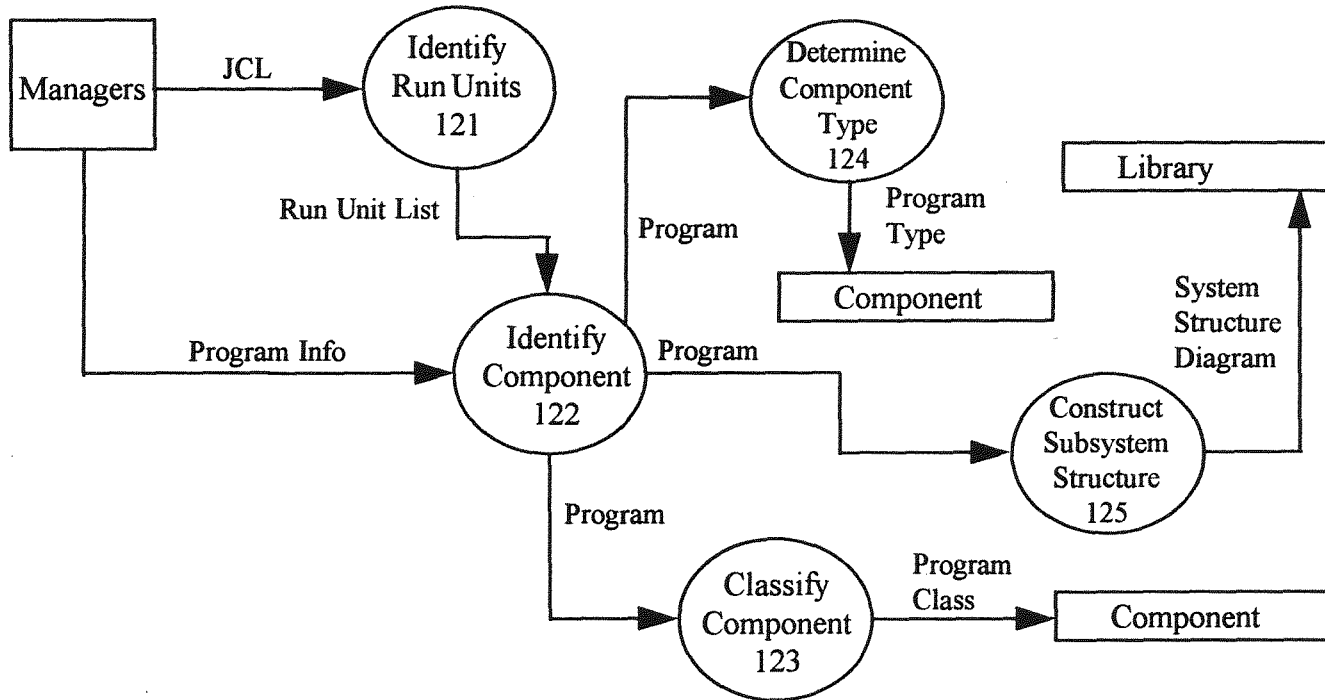 Managers
JCL
Identify
Run Units
121
Determine
Component
Type
124
Library
Run Unit List
Program
Program
Type
Component
System
Structure
Diagram
Program Info
Identify
Component
122
Program
Construct
Subsystem
Structure
125
Program
Classify
Component
123
Program
Class
Component